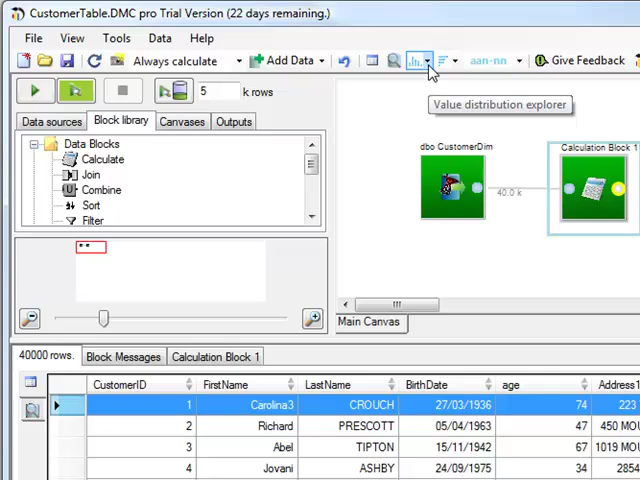 CustomerTable.DMC pro Trial Version (22 days remaining.)
File View Tools Data Help
Always calculate Add Data aan-nn Give Feedback
5 k rows
Value distribution explorer
Data sources Block library Canvases Outputs
Data Blocks
Calculate
Join
Combine
Sort
Filter
dbo CustomerDim
Calculation Block 1
40.0 k
Main Canvas
40000 rows. Block Messages Calculation Block 1
CustomerID FirstName LastName BirthDate age Address1
1 Carolina3 CROUCH 27/03/1936 74 223
2 Richard PRESCOTT 05/04/1963 47 450 MOU
3 Abel TIPTON 15/11/1942 67 1019 MOU
4 Jovani ASHBY 24/09/1975 34 2854